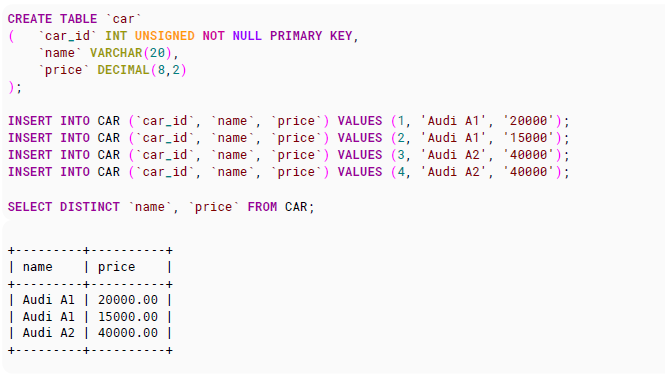 CREATE TABLE `car`
(   `car_id` INT UNSIGNED NOT NULL PRIMARY KEY,
    `name` VARCHAR(20),
    `price` DECIMAL(8,2)
);

INSERT INTO CAR (`car_id`, `name`, `price`) VALUES (1, 'Audi A1', '20000');
INSERT INTO CAR (`car_id`, `name`, `price`) VALUES (2, 'Audi A1', '15000');
INSERT INTO CAR (`car_id`, `name`, `price`) VALUES (3, 'Audi A2', '40000');
INSERT INTO CAR (`car_id`, `name`, `price`) VALUES (4, 'Audi A2', '40000');

SELECT DISTINCT `name`, `price` FROM CAR;

+---------+----------+
| name    | price    |
+---------+----------+
| Audi A1 | 20000.00 |
| Audi A1 | 15000.00 |
| Audi A2 | 40000.00 |
+---------+----------+